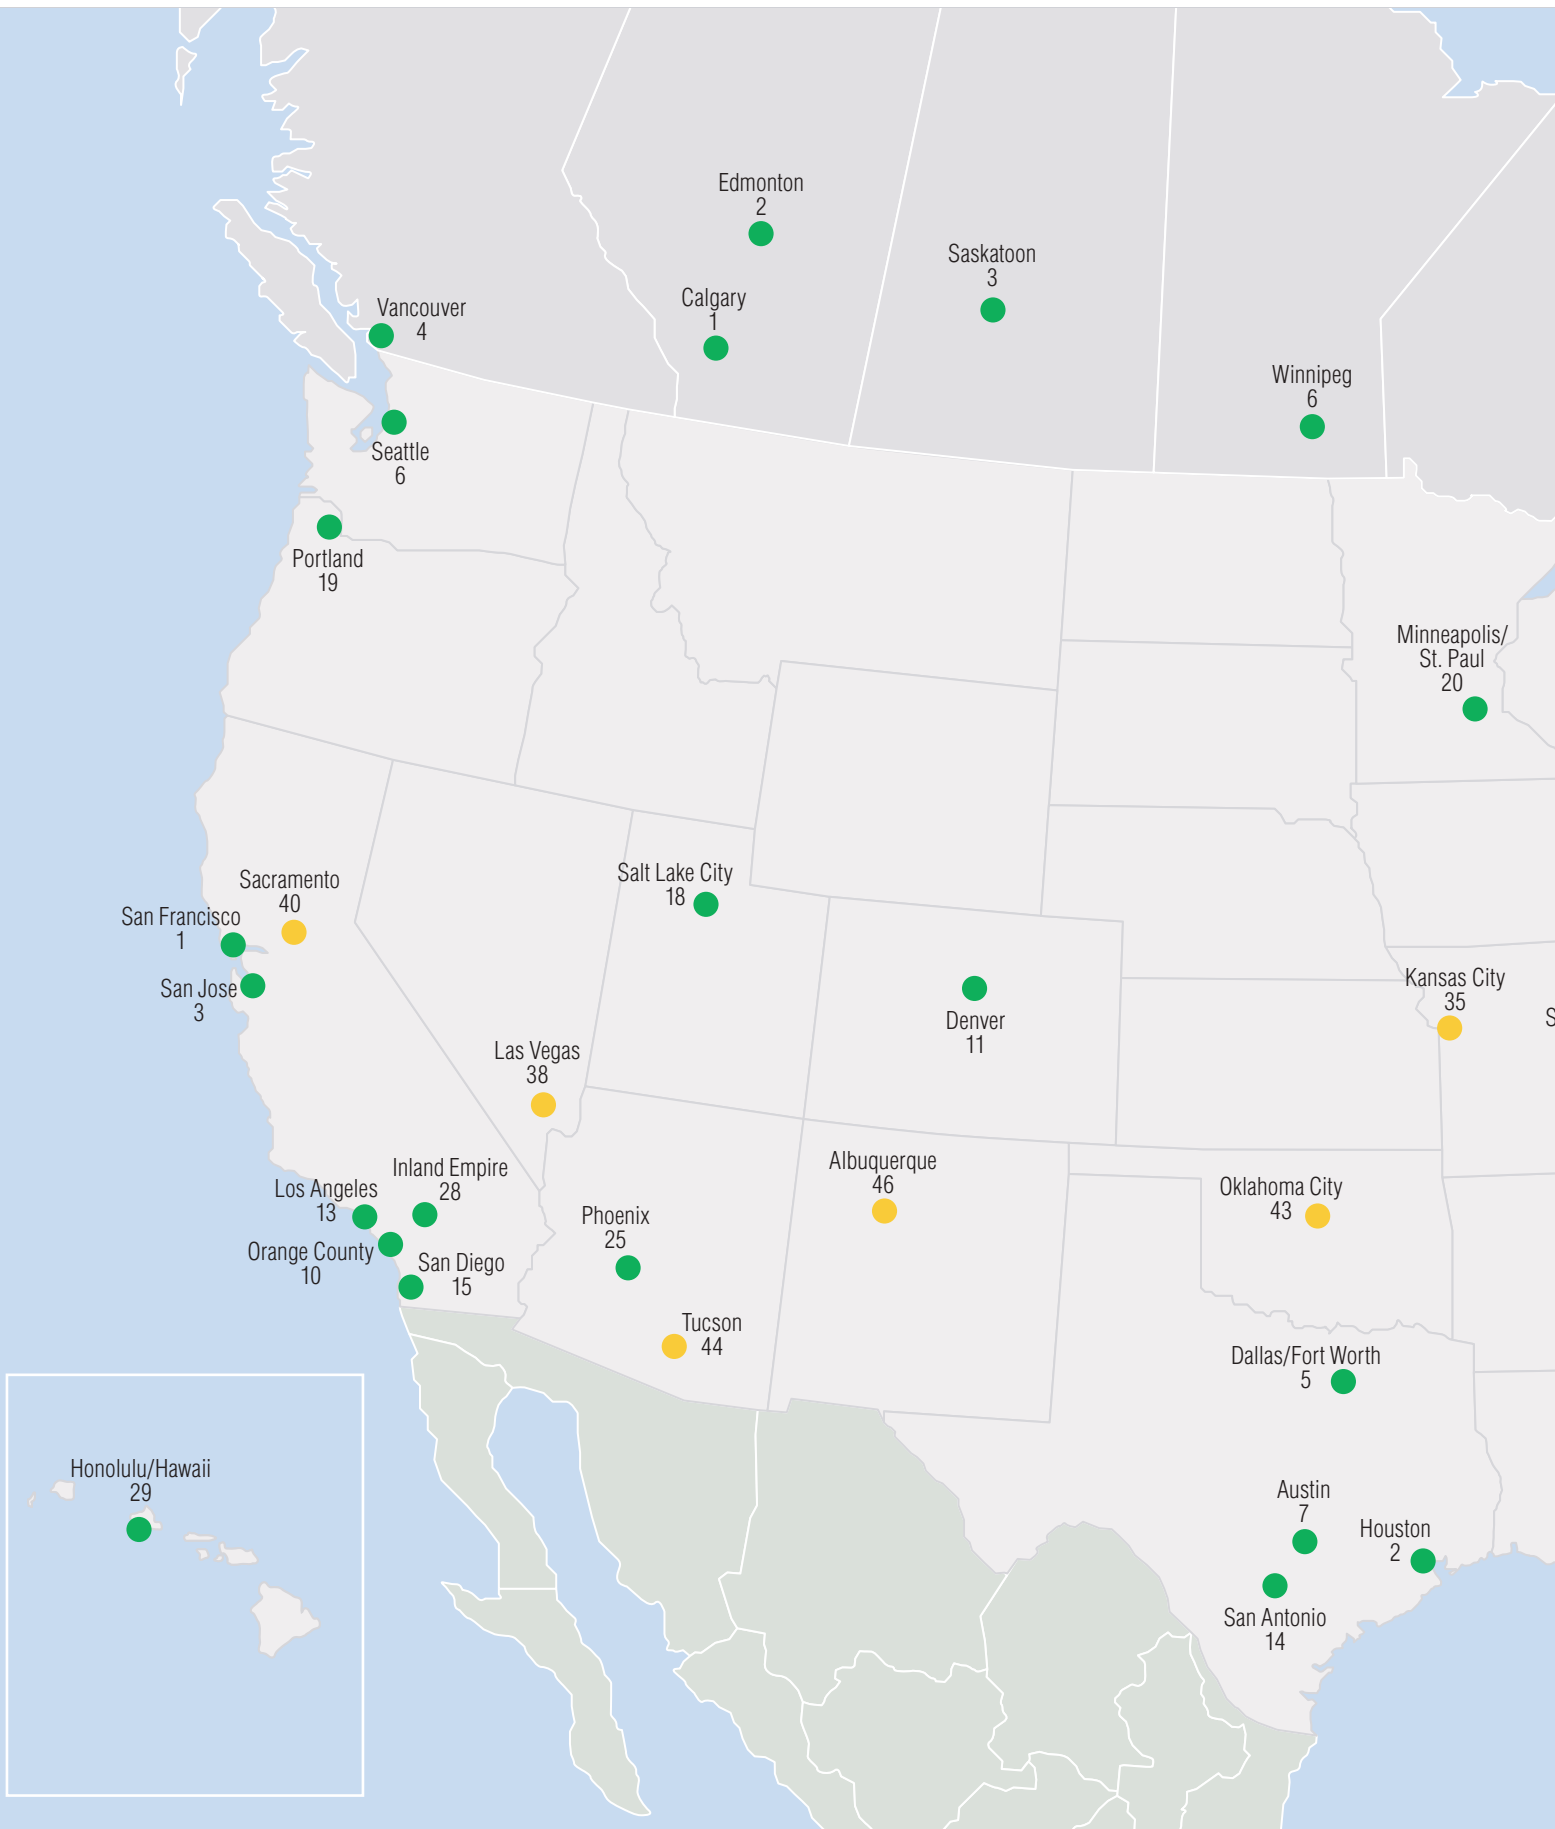 Edmonton
2
Saskatoon
3
Calgary
1
Vancouver
4
Winnipeg
6
Seattle
6
Portland
19
Minneapolis/
St. Paul
20
Salt Lake City
18
Sacramento
40
San Francisco
1
San Jose
3
Kansas City
35
S
Denver
11
Las Vegas
38
Albuquerque
46
Inland Empire
28
Los Angeles
13
Oklahoma City
43
Phoenix
25
Orange County
10
San Diego
15
Tucson
44
Dallas/Fort Worth
5
Honolulu/Hawaii
29
Austin
7
Houston
2
San Antonio
14